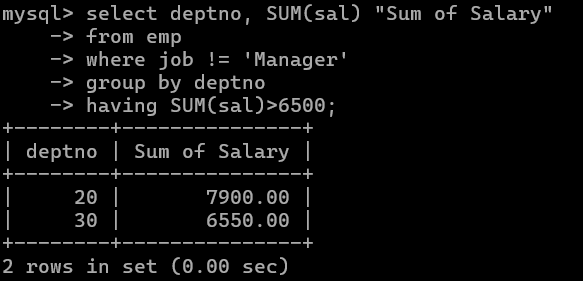 mysql> select deptno, SUM(sal) "Sum of Salary"
    -> from emp
    -> where job != 'Manager'
    -> group by deptno
    -> having SUM(sal)>6500;
+--------+---------------+
| deptno | Sum of Salary |
+--------+---------------+
|     20 |       7900.00 |
|     30 |       6550.00 |
+--------+---------------+
2 rows in set (0.00 sec)